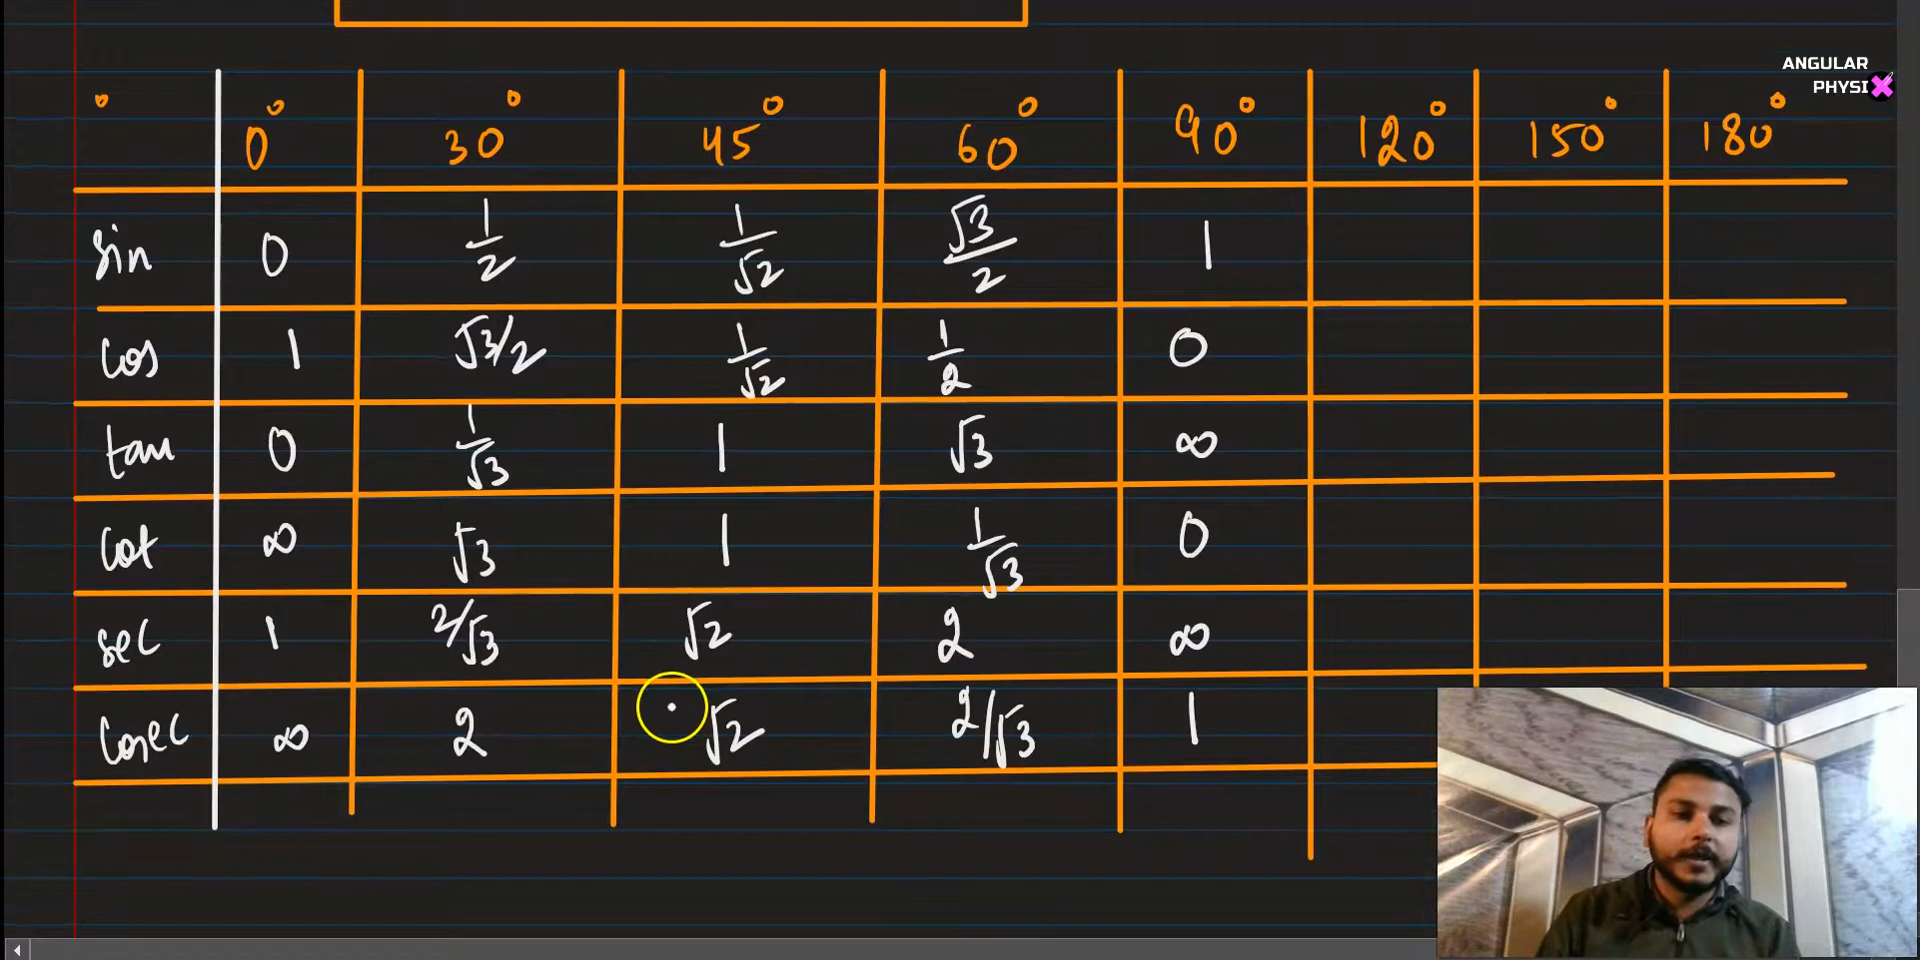 ANGULAR
PHYSI
° 0° 30° 45° 60° 90° 120° 150° 180°
sin 0 1/2 1/√2 √3/2 1
cos 1 √3/2 1/√2 1/2 0
tan 0 1/√3 1 √3 ∞
cot ∞ √3 1 1/√3 0
sec 1 2/√3 √2 2 ∞
cosec ∞ 2 √2 2/√3 1